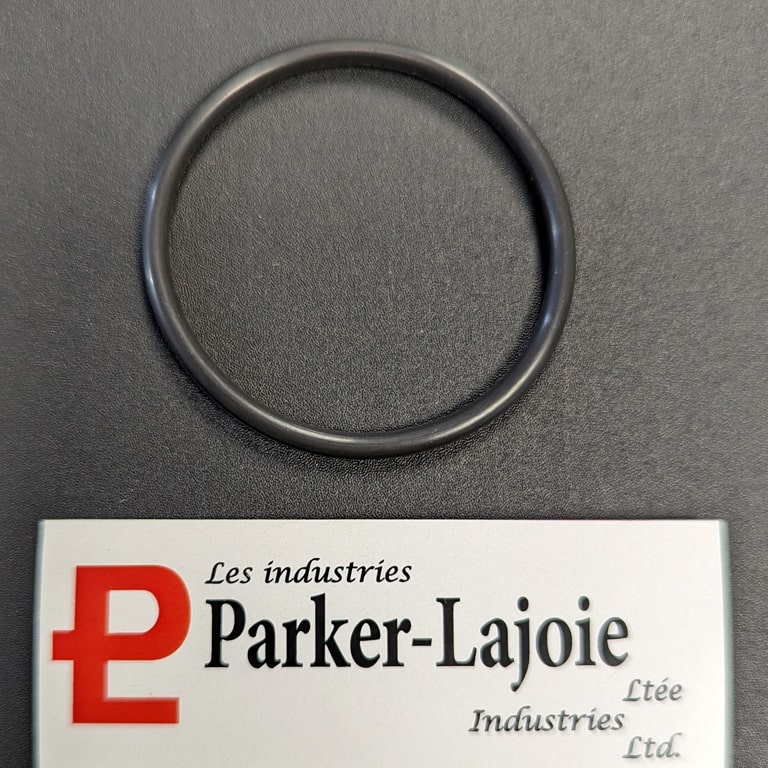 Les industries
Parker-Lajoie
Ltée
Industries
Ltd.